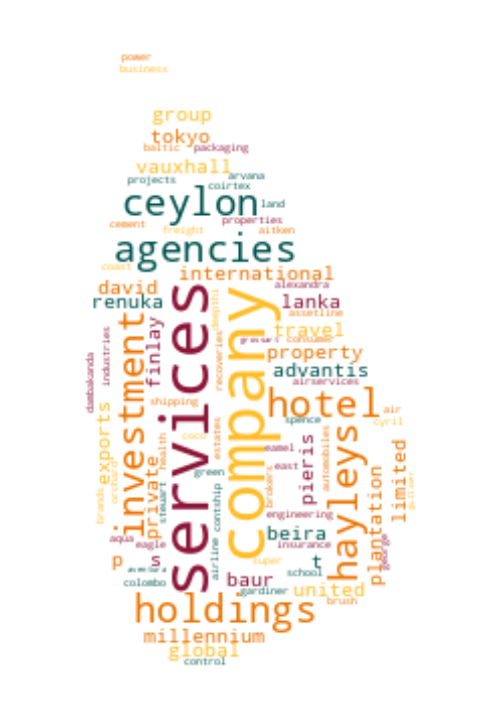 power
business
group
tokyo
baltic packaging
vauxhall
arvana
projects
coirtex
ceylon land
properties
cement
freight aitken
agencies
coast
international
david alexandra
renuka lanka
assetline
deepthi
travel
consumer
property
advantis
airservices
investment
finlay
services
company
recoveries
industries
dambakanda
hotel
shipping
air
cyril
spence
exports
private
health
coco
estates
green
eamel
east
pieris
automobiles
hayleys
plantation
limited
brands
orchard
steuart
contship
airline
brokers
engineering
beira
insurance
aqua
eagle
p s
t
super
school
george
colombo
baur
gardiner united
brush
holdings
millennium
global
control